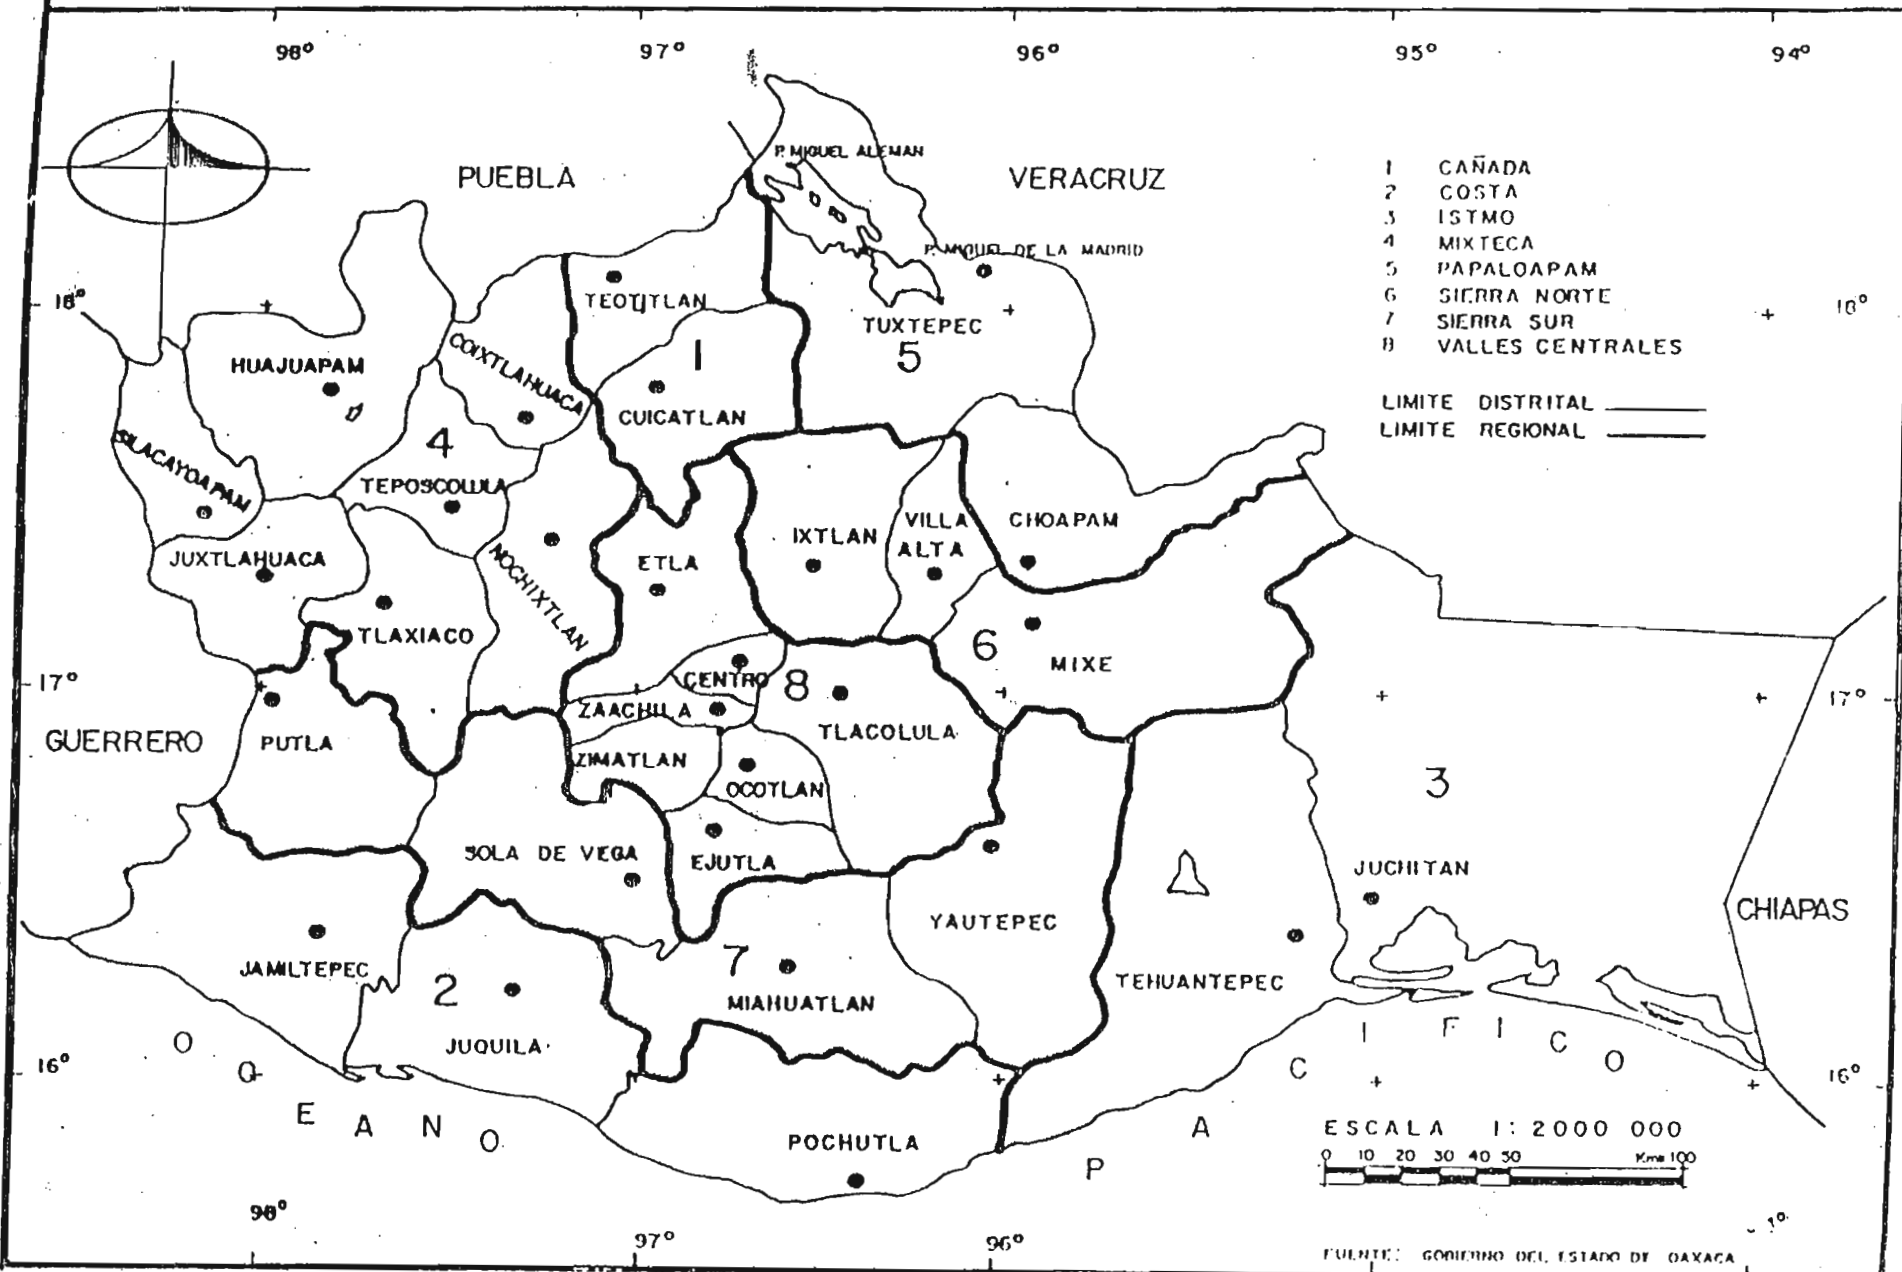 98° 97° 96° 95° 94°
P. MIGUEL ALEMAN
PUEBLA VERACRUZ
1 CAÑADA
2 COSTA
3 ISTMO
4 MIXTECA
5 PAPALOAPAM
6 SIERRA NORTE
7 SIERRA SUR
8 VALLES CENTRALES
P. MIGUEL DE LA MADRID
18° 18°
TEOTITLAN
TUXTEPEC
5
HUAJUAPAM
COIXTLAHUACA
1
CUICATLAN
LIMITE DISTRITAL
LIMITE REGIONAL
4
SILACAYOAPAM
TEPOSCOLULA
IXTLAN
VILLA
ALTA
CHOAPAM
JUXTLAHUACA
NOCHIXTLAN
ETLA
TLAXIACO
6
MIXE
17° 17°
CENTRO
8
ZAACHILA
TLACOLULA
GUERRERO
PUTLA
ZIMATLAN
OCOTLAN
3
SOLA DE VEGA
EJUTLA
JUCHITAN
YAUTEPEC
CHIAPAS
JAMILTEPEC
2
7
MIAHUATLAN
TEHUANTEPEC
JUQUILA
16° 16°
POCHUTLA
OCEANO
PACIFICO
ESCALA 1: 2000 000
0 10 20 30 40 50 Kms 100
98° 97° 96°
FUENTE: GOBIERNO DEL ESTADO DE OAXACA